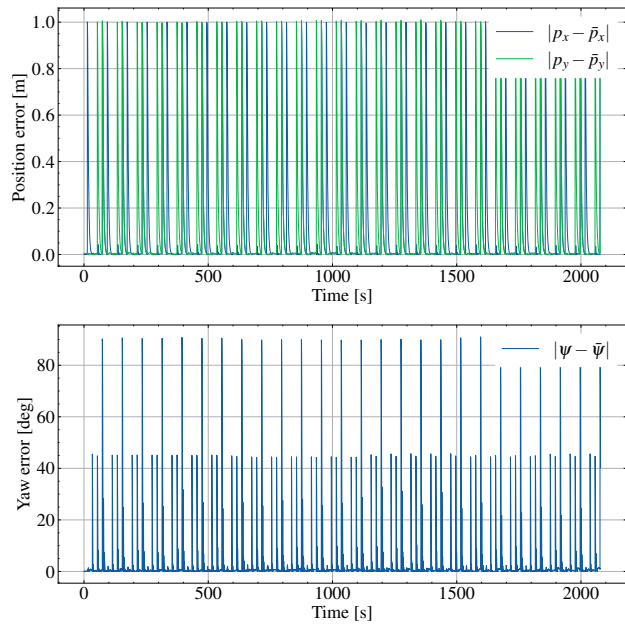 Position error [m]
1.0
0.8
0.6
0.4
0.2
0.0
|p_x − p̄_x|
|p_y − p̄_y|
0 500 1000 1500 2000
Time [s]
Yaw error [deg]
80
60
40
20
0
|ψ − ψ̄|
0 500 1000 1500 2000
Time [s]